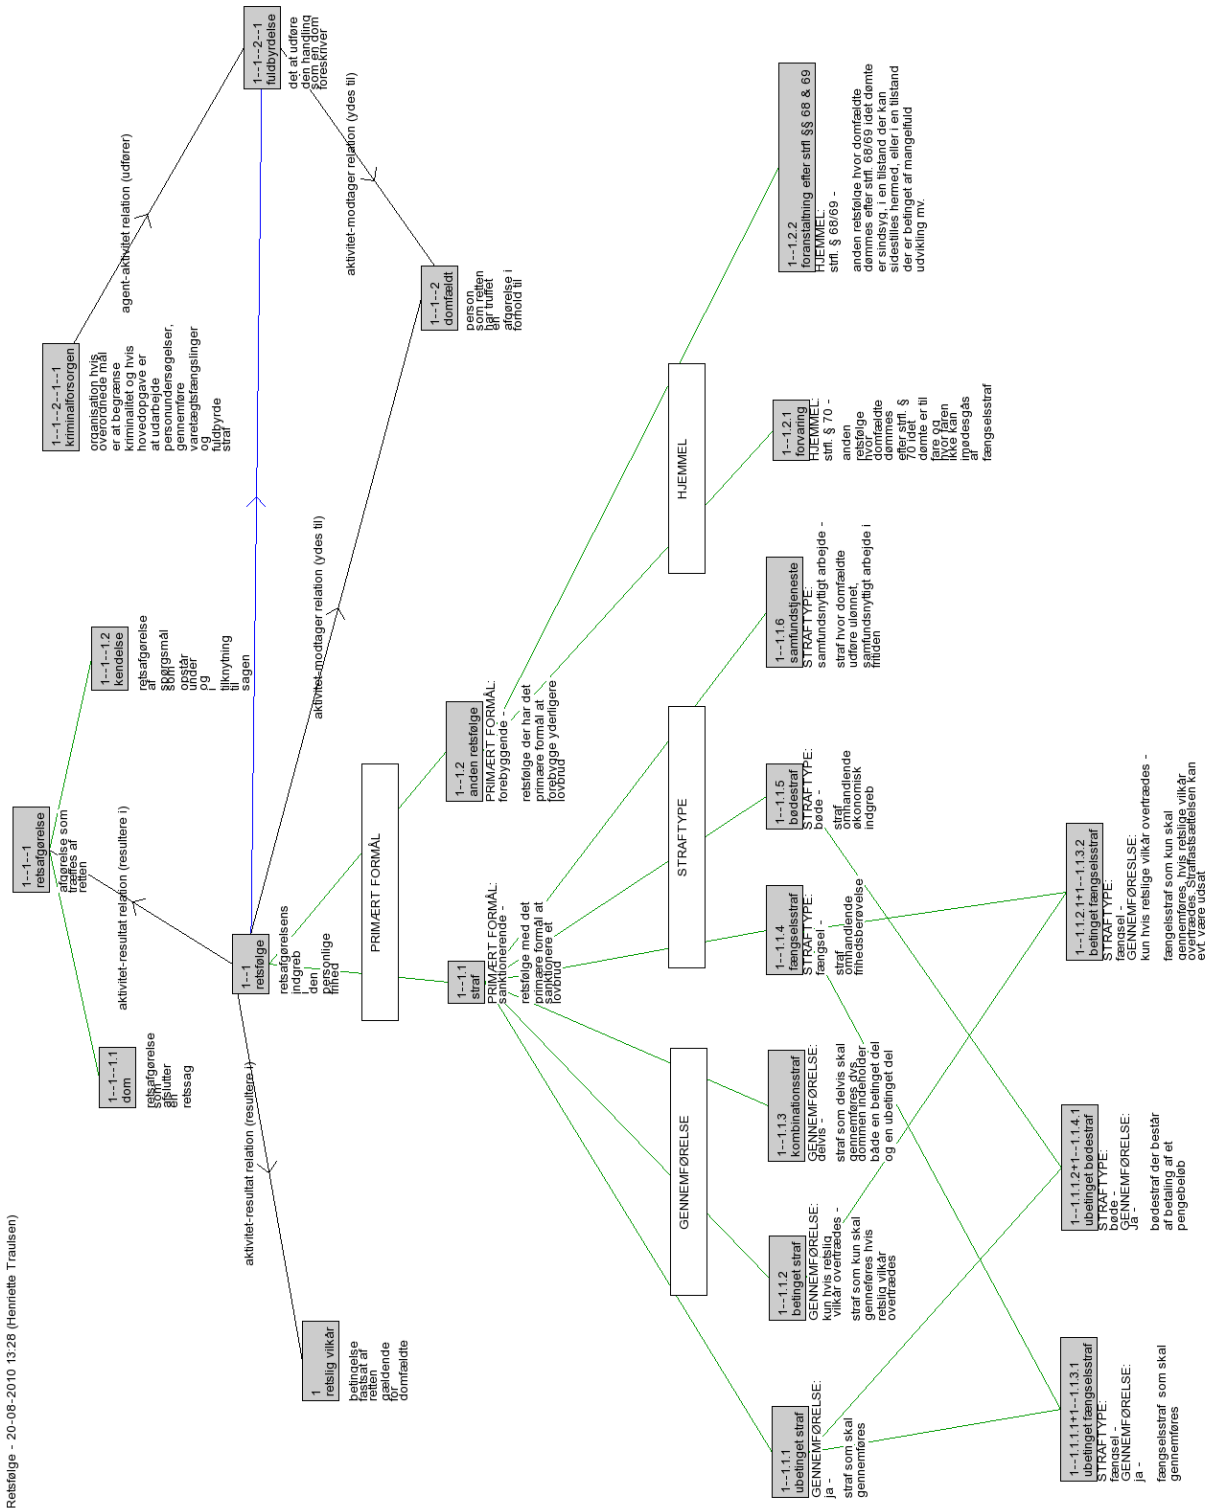 Retsfølge - 20-08-2010 13:28 (Henriette Traulsen)
1--1--1
retsafgørelse
afgørelse som
træffes af
retten
1--1--1.1
dom
retsafgørelse
som
afslutter
en
retssag
1--1--1.2
kendelse
retsafgørelse
af
spørgsmål
som
opstår
under
og
i
tilknytning
til
sagen
1--1--2--1--1
kriminalforsorgen
organisation hvis
overordnede mål
er at begrænse
kriminalitet og hvis
hovedopgave er
at udarbejde
personundersøgelser,
gennemføre
varetægtsfængslinger
og
fuldbyrde
straf
1--1--2--1
fuldbyrdelse
det at udføre
den handling
som en dom
foreskriver
aktivitet-resultat relation (resultere i)
agent-aktivitet relation (udfører)
aktivitet-modtager relation (ydes til)
1
retslig vilkår
betingelse
fastsat af
retten
gældende
for
domfældte
aktivitet-resultat relation (resultere i)
1--1
retsfølge
retsafgørelsens
indgreb
i
den
personlige
frihed
aktivitet-modtager relation (ydes til)
1--1--2
domfældt
person
som retten
har truffet
en
afgørelse i
forhold til
PRIMÆRT FORMÅL
1--1.1
straf
PRIMÆRT FORMÅL:
sanktionerende -
retsfølge med det
primære formål at
sanktionere et
lovbrud
1--1.2
anden retsfølge
PRIMÆRT FORMÅL:
forebyggende -
retsfølge der har det
primære formål at
forebygge yderligere
lovbrud
GENNEMFØRELSE
STRAFTYPE
HJEMMEL
1--1.1.1
ubetinget straf
GENNEMFØRELSE:
ja -
straf som skal
gennemføres
1--1.1.2
betinget straf
GENNEMFØRELSE:
kun hvis retslig
vilkår overtrædes -
straf som kun skal
genneføres hvis
retslig vilkår
overtrædes
1--1.1.3
kombinationsstraf
GENNEMFØRELSE:
delvis -
straf som delvis skal
gennemføres dvs.
dommen indeholder
både en betinget del
og en ubetinget del
1--1.1.4
fængselsstraf
STRAFTYPE:
fængsel -
straf
omhandlende
frihedsberøvelse
1--1.1.5
bødestraf
STRAFTYPE:
bøde -
straf
omhandlende
økonomisk
indgreb
1--1.1.6
samfundstjeneste
STRAFTYPE:
samfundsnyttigt arbejde -
straf hvor domfældte
udføre ulønnet,
samfundsnyttigt arbejde i
fritiden
1--1.2.1
forvaring
HJEMMEL:
strfl. § 70 -
anden
retsfølge
hvor
domfældte
dømmes
efter strfl. §
70 idet
dømte er til
fare og
hvor faren
ikke kan
imødesgås
af
fængselsstraf
1--1.2.2
foranstaltning efter strfl §§ 68 & 69
HJEMMEL:
strfl. § 68/69 -
anden retsfølge hvor domfældte
dømmes efter strfl. 68/69 idet dømte
er sindsyg, i en tilstand der kan
sidestilles hermed, eller i en tilstand
der er betinget af mangelfuld
udvikling mv.
1--1.1.1.1+1--1.1.3.1
ubetinget fængselsstraf
STRAFTYPE:
fængsel -
GENNEMFØRELSE:
ja -
fængselsstraf som skal
gennemføres
1--1.1.1.2+1--1.1.4.1
ubetinget bødestraf
STRAFTYPE:
bøde -
GENNEMFØRELSE:
Ja -
bødestraf der består
af betaling af et
pengebeløb
1--1.1.2.1+1--1.1.3.2
betinget fængselsstraf
STRAFTYPE:
fængsel -
GENNEMFØRESLSE:
kun hvis retslige vilkår overtrædes -
fængelsstraf som kun skal
gennemføres, hvis retslige vilkår
overtrædes. Straffastsættelsen kan
evt. være udsat